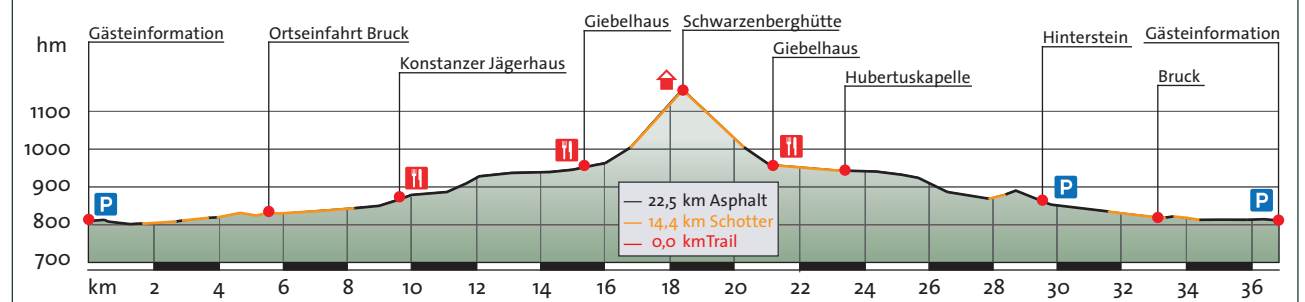 Giebelhaus
Schwarzenberghütte
Gästeinformation
Ortseinfahrt Bruck
Hinterstein
Gästeinformation
hm
Giebelhaus
Konstanzer Jägerhaus
Hubertuskapelle
Bruck
1100
1000
900
800
700
P
P
P
22,5 km Asphalt
14,4 km Schotter
0,0 kmTrail
km 2 4 6 8 10 12 14 16 18 20 22 24 26 28 30 32 34 36